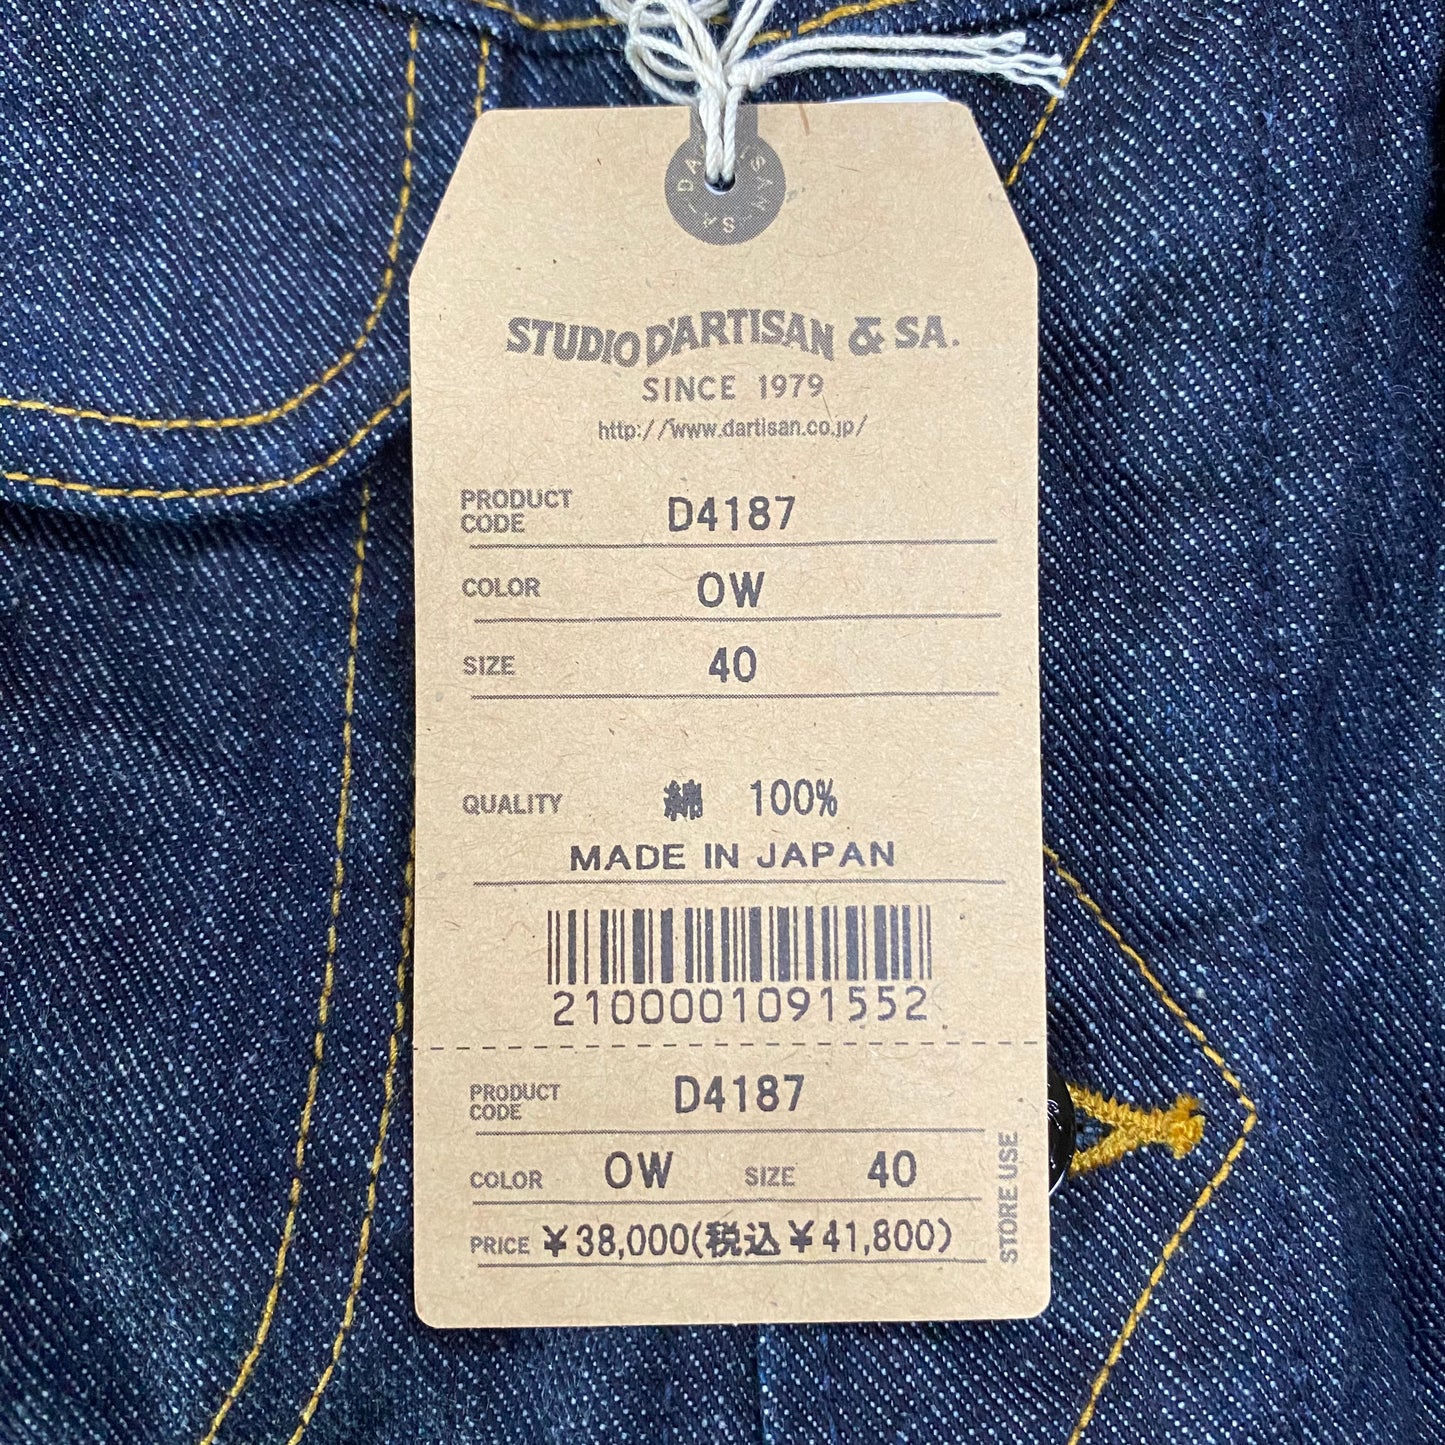 STUDIO D'ARTISAN & SA.
SINCE 1979
http://www.dartisan.co.jp/
PRODUCT CODE D4187
COLOR OW
SIZE 40
QUALITY 綿 100%
MADE IN JAPAN
2100001091552
PRODUCT CODE D4187
COLOR OW SIZE 40
PRICE ¥38,000(税込¥41,800)
STORE USE